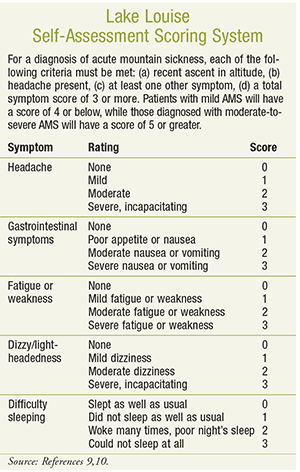 Lake Louise
Self-Assessment Scoring System
For a diagnosis of acute mountain sickness, each of the fol-
lowing criteria must be met: (a) recent ascent in altitude, (b)
headache present, (c) at least one other symptom, (d) a total
symptom score of 3 or more. Patients with mild AMS will have
a score of 4 or below, while those diagnosed with moderate-to-
severe AMS will have a score of 5 or greater.
Symptom Rating Score
Headache None 0
Mild 1
Moderate 2
Severe, incapacitating 3
Gastrointestinal None 0
symptoms Poor appetite or nausea 1
Moderate nausea or vomiting 2
Severe nausea or vomiting 3
Fatigue or None 0
weakness Mild fatigue or weakness 1
Moderate fatigue or weakness 2
Severe fatigue or weakness 3
Dizzy/light- None 0
headedness Mild dizziness 1
Moderate dizziness 2
Severe, incapacitating 3
Difficulty Slept as well as usual 0
sleeping Did not sleep as well as usual 1
Woke many times, poor night's sleep 2
Could not sleep at all 3
Source: References 9,10.